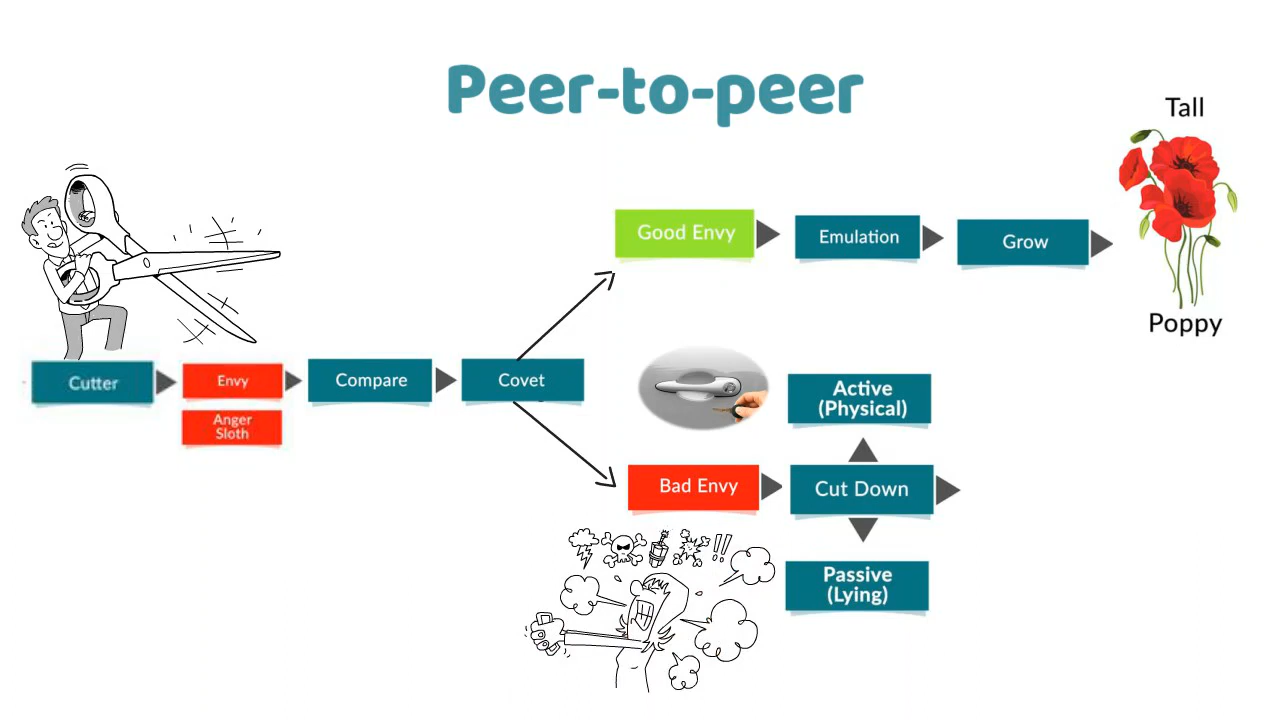 Peer-to-peer
Tall
Poppy
Good Envy
Emulation
Grow
Cutter
Envy
Anger
Sloth
Compare
Covet
Active
(Physical)
Bad Envy
Cut Down
Passive
(Lying)
!!